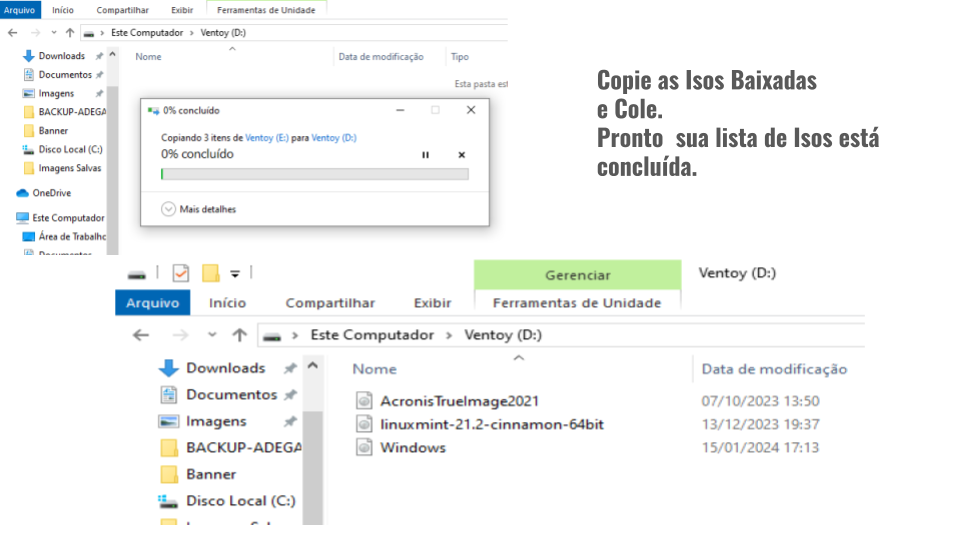 Arquivo Início Compartilhar Exibir Ferramentas de Unidade
Este Computador > Ventoy (D:)
Downloads
Documentos
Imagens
BACKUP-ADEGA
Banner
Disco Local (C:)
Imagens Salvas
OneDrive
Este Computador
Área de Trabalho
Documentos
Nome Data de modificação Tipo
Esta pasta est
0% concluído
Copiando 3 itens de Ventoy (E:) para Ventoy (D:)
0% concluído
Mais detalhes
Copie as Isos Baixadas
e Cole.
Pronto sua lista de Isos está
concluída.
Gerenciar Ventoy (D:)
Arquivo Início Compartilhar Exibir Ferramentas de Unidade
Este Computador > Ventoy (D:)
Downloads
Documentos
Imagens
BACKUP-ADEGA
Banner
Disco Local (C:)
Nome Data de modificação
AcronisTrueImage2021 07/10/2023 13:50
linuxmint-21.2-cinnamon-64bit 13/12/2023 19:37
Windows 15/01/2024 17:13